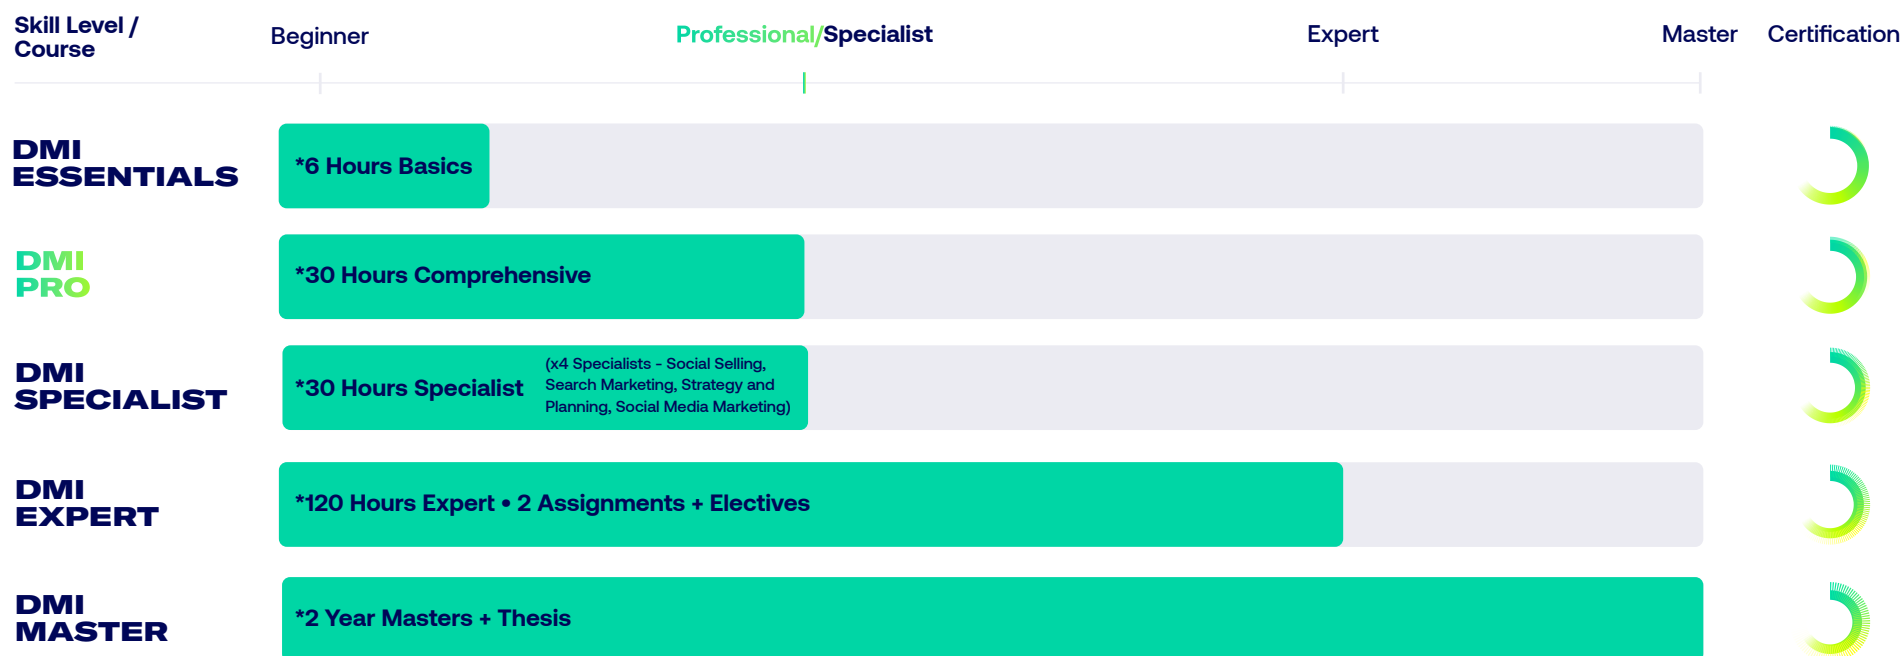 Skill Level /
Course
Beginner
Professional/Specialist
Expert
Master
Certification
DMI
ESSENTIALS
*6 Hours Basics
DMI
PRO
*30 Hours Comprehensive
DMI
SPECIALIST
*30 Hours Specialist
(x4 Specialists - Social Selling,
Search Marketing, Strategy and
Planning, Social Media Marketing)
DMI
EXPERT
*120 Hours Expert • 2 Assignments + Electives
DMI
MASTER
*2 Year Masters + Thesis